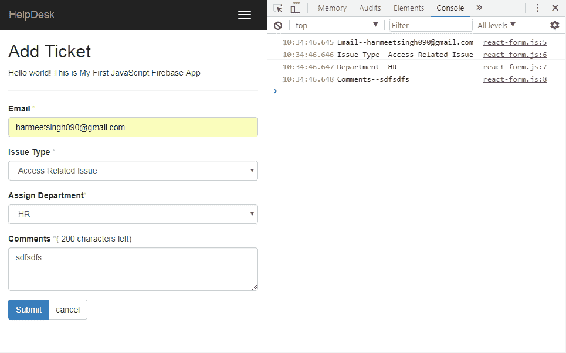 HelpDesk
Add Ticket
Hello world! This is My First JavaScript Firebase App
Email *
harmeetsingh090@gmail.com
Issue Type *
Access Related Issue
Assign Department*
HR
Comments *( 200 characters left)
sdfsdfs
Submit cancel
Memory Audits Elements Console »
top Filter All levels
10:34:46.645 Email--harmeetsingh090@gmail.com react-form.js:5
10:34:46.646 Issue Type--Access Related Issue react-form.js:6
10:34:46.647 Department--HR react-form.js:7
10:34:46.648 Comments--sdfsdfs react-form.js:8